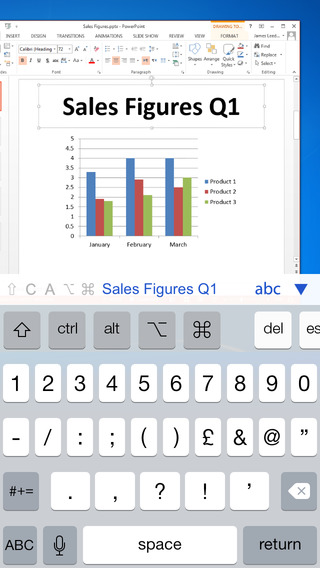 Sales Figures.pptx - PowerPoint
DRAWING TO...
INSERT DESIGN TRANSITIONS ANIMATIONS SLIDE SHOW REVIEW VIEW FORMAT
Calibri (Heading) 72
Shapes Arrange Quick Styles
Find
Replace
Select
Font Paragraph Drawing Editing
Sales Figures Q1
5
4.5
4
3.5
3
2.5
2
1.5
1
0.5
0
January February March
Product 1
Product 2
Product 3
⇧ C A ⌥ ⌘ Sales Figures Q1 abc ▼
⇧ ctrl alt ⌥ ⌘ del es
1 2 3 4 5 6 7 8 9 0
- / : ; ( ) £ & @ ”
#+= . , ? ! ’
ABC space return